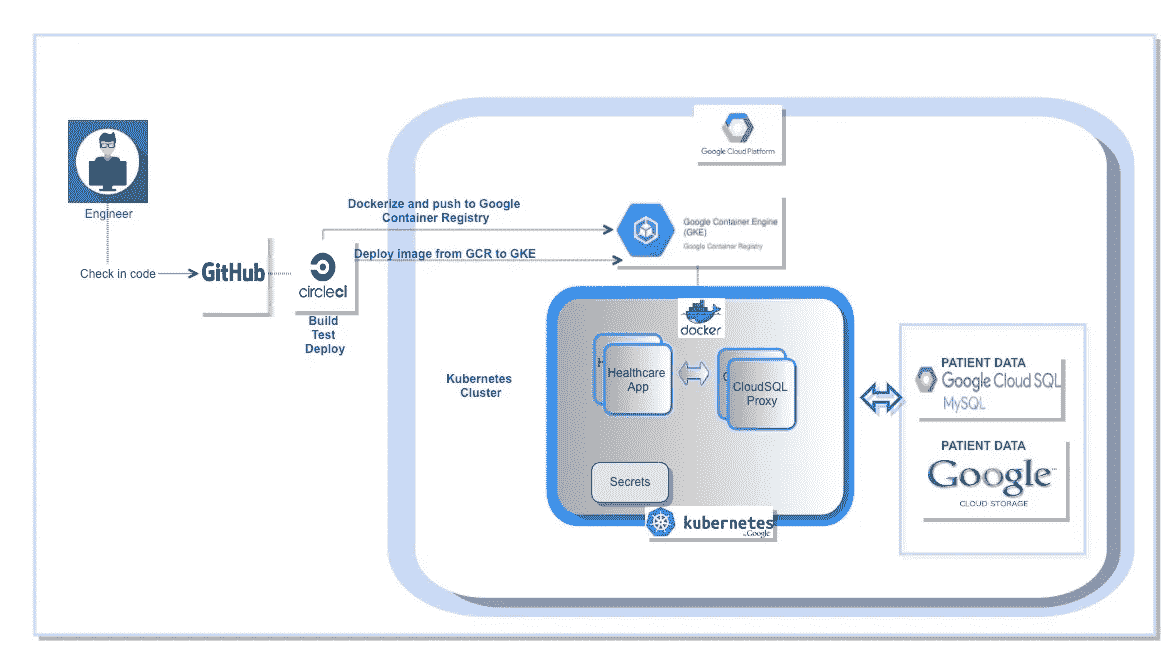 Google Cloud Platform
Engineer
Dockerize and push to Google
Container Registry
Google Container Engine
(GKE)
Google Container Registry
Deploy image from GCR to GKE
Check in code
GitHub
circleci
Build
Test
Deploy
docker
Kubernetes
Cluster
H
Healthcare
App
C
CloudSQL
Proxy
PATIENT DATA
Google Cloud SQL
MySQL
PATIENT DATA
Google™
CLOUD STORAGE
Secrets
kubernetes
by Google